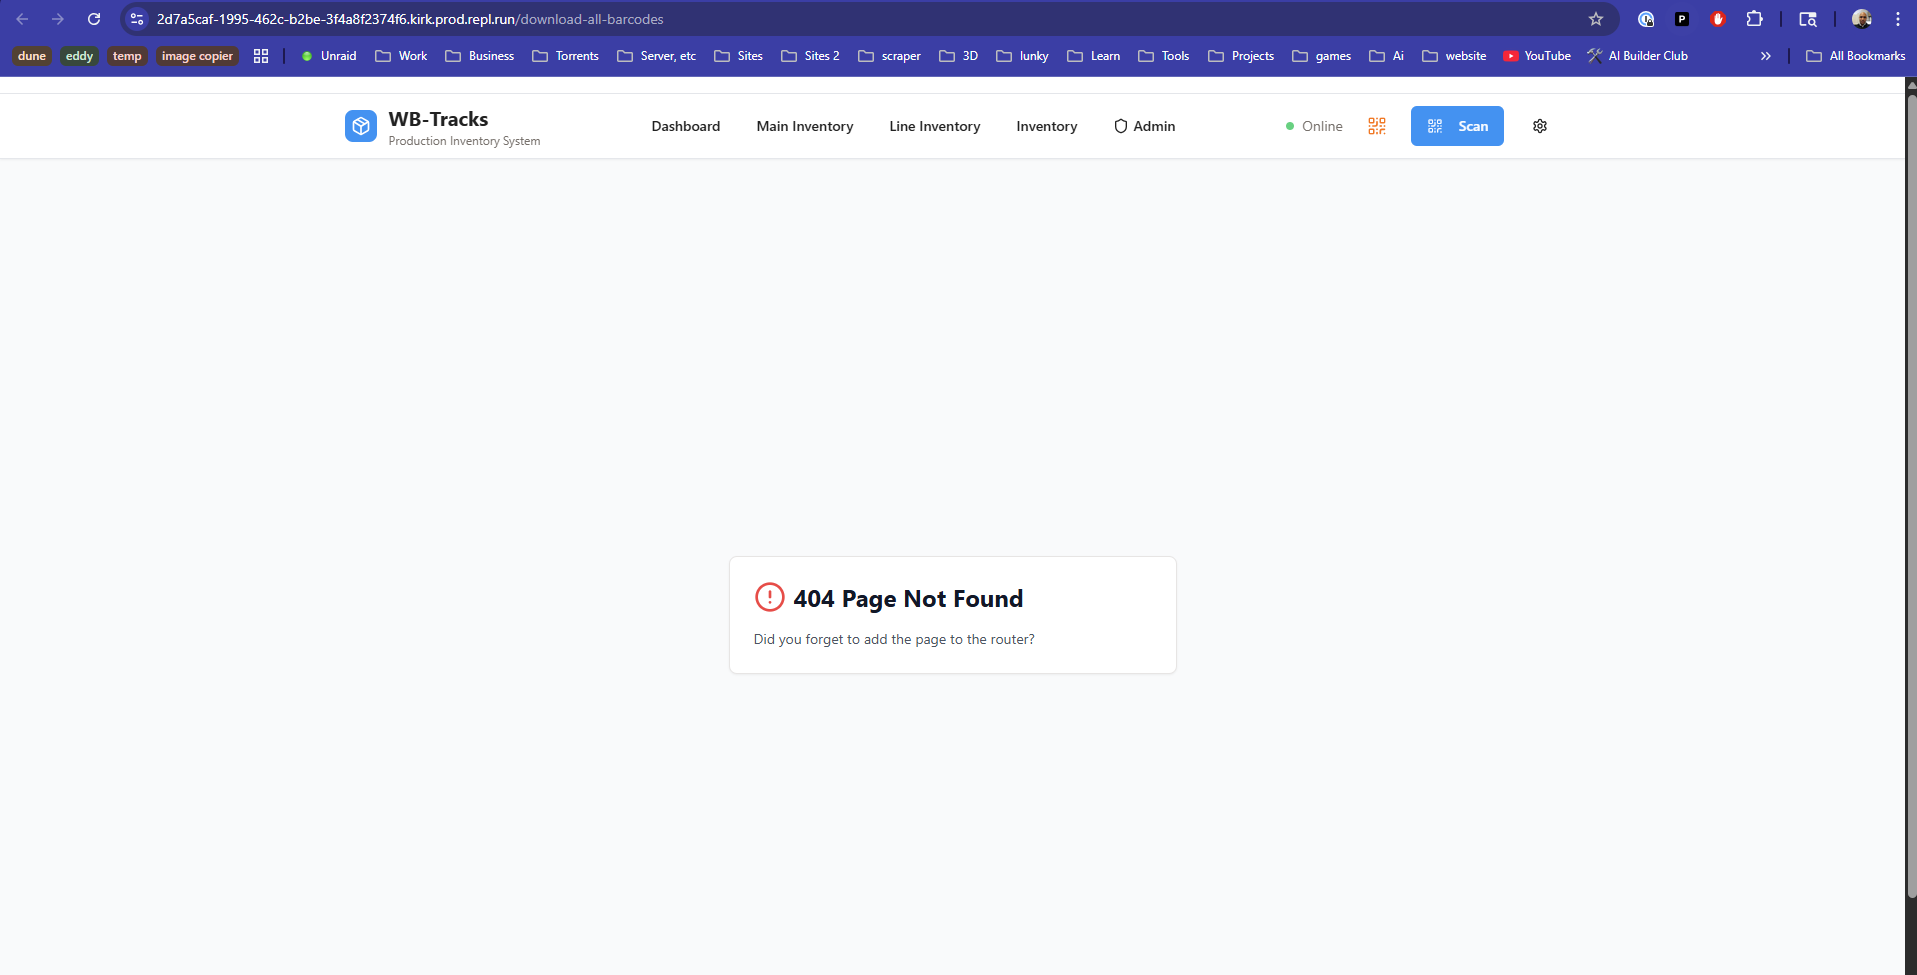 2d7a5caf-1995-462c-b2be-3f4a8f2374f6.kirk.prod.repl.run/download-all-barcodes
dune eddy temp image copier Unraid Work Business Torrents Server, etc Sites Sites 2 scraper 3D lunky Learn Tools Projects games Ai website YouTube AI Builder Club » All Bookmarks
WB-Tracks
Production Inventory System
Dashboard Main Inventory Line Inventory Inventory Admin Online Scan
404 Page Not Found
Did you forget to add the page to the router?